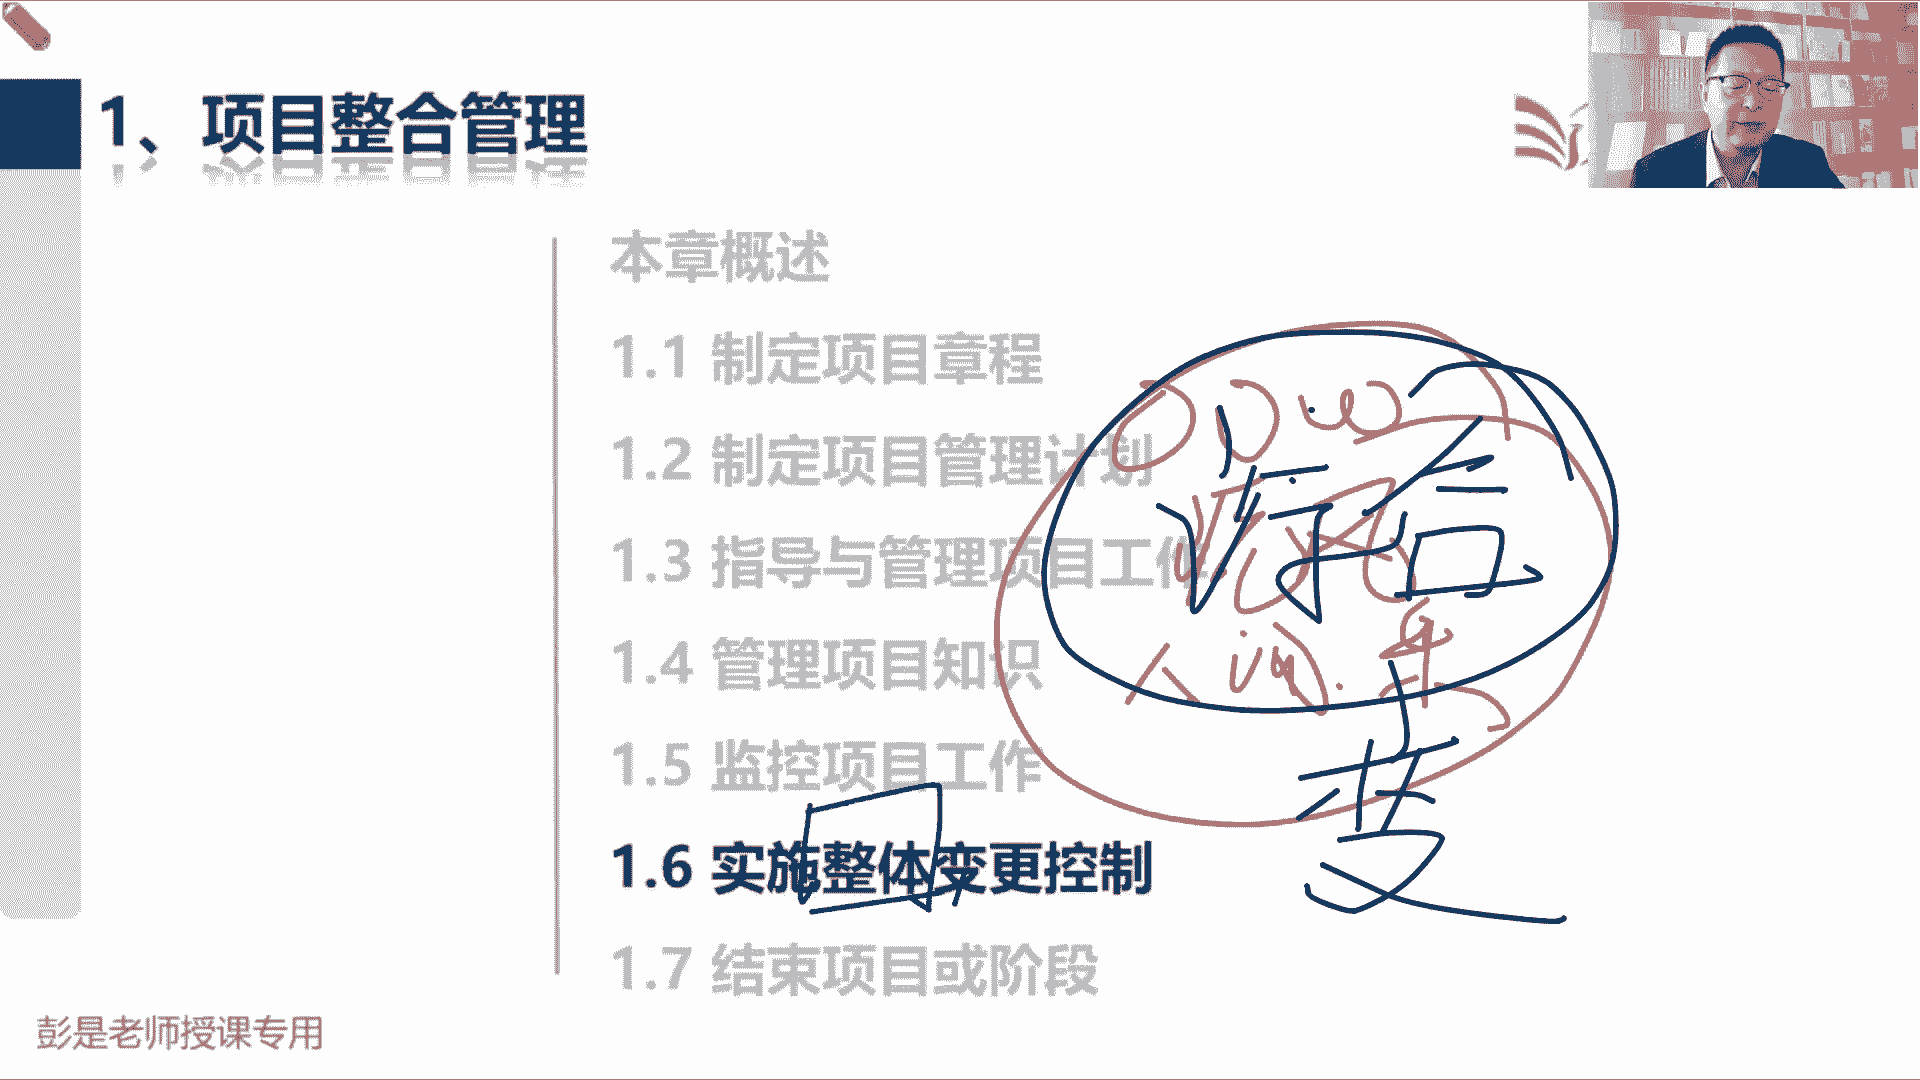 1、项目整合管理
本章概述
1.1 制定项目章程
1.2 制定项目管理计划
1.3 指导与管理项目工作
1.4 管理项目知识
1.5 监控项目工作
1.6 实施整体变更控制
1.7 结束项目或阶段
评估
变
彭是老师授课专用